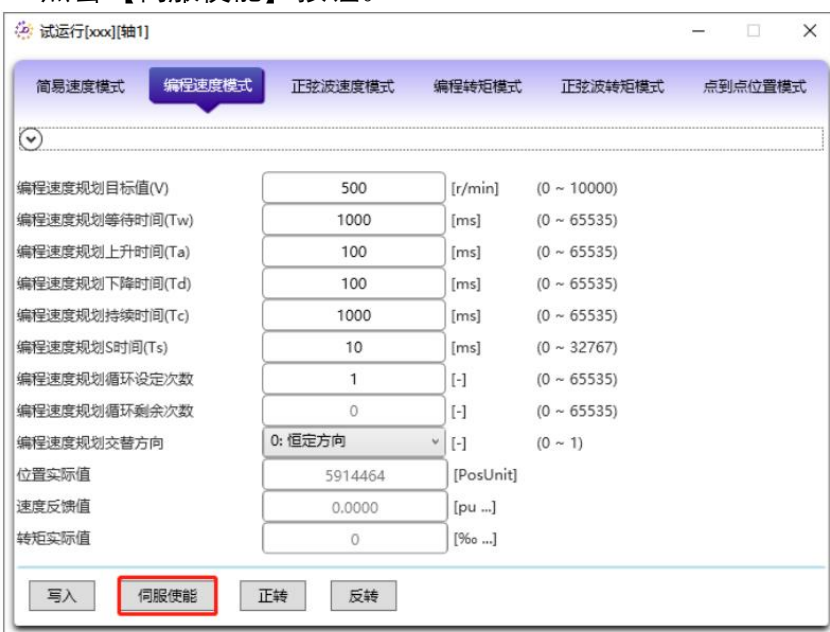 点击【伺服使能】按钮。
试运行[xxx][轴1]
简易速度模式 编程速度模式 正弦波速度模式 编程转矩模式 正弦波转矩模式 点到点位置模式
编程速度规划目标值(V) 500 [r/min] (0 ~ 10000)
编程速度规划等待时间(Tw) 1000 [ms] (0 ~ 65535)
编程速度规划上升时间(Ta) 100 [ms] (0 ~ 65535)
编程速度规划下降时间(Td) 100 [ms] (0 ~ 65535)
编程速度规划持续时间(Tc) 1000 [ms] (0 ~ 65535)
编程速度规划S时间(Ts) 10 [ms] (0 ~ 32767)
编程速度规划循环设定次数 1 [-] (0 ~ 65535)
编程速度规划循环剩余次数 0 [-] (0 ~ 65535)
编程速度规划交替方向 0: 恒定方向 [-] (0 ~ 1)
位置实际值 5914464 [PosUnit]
速度反馈值 0.0000 [pu ...]
转矩实际值 0 [‰ ...]
写入 伺服使能 正转 反转